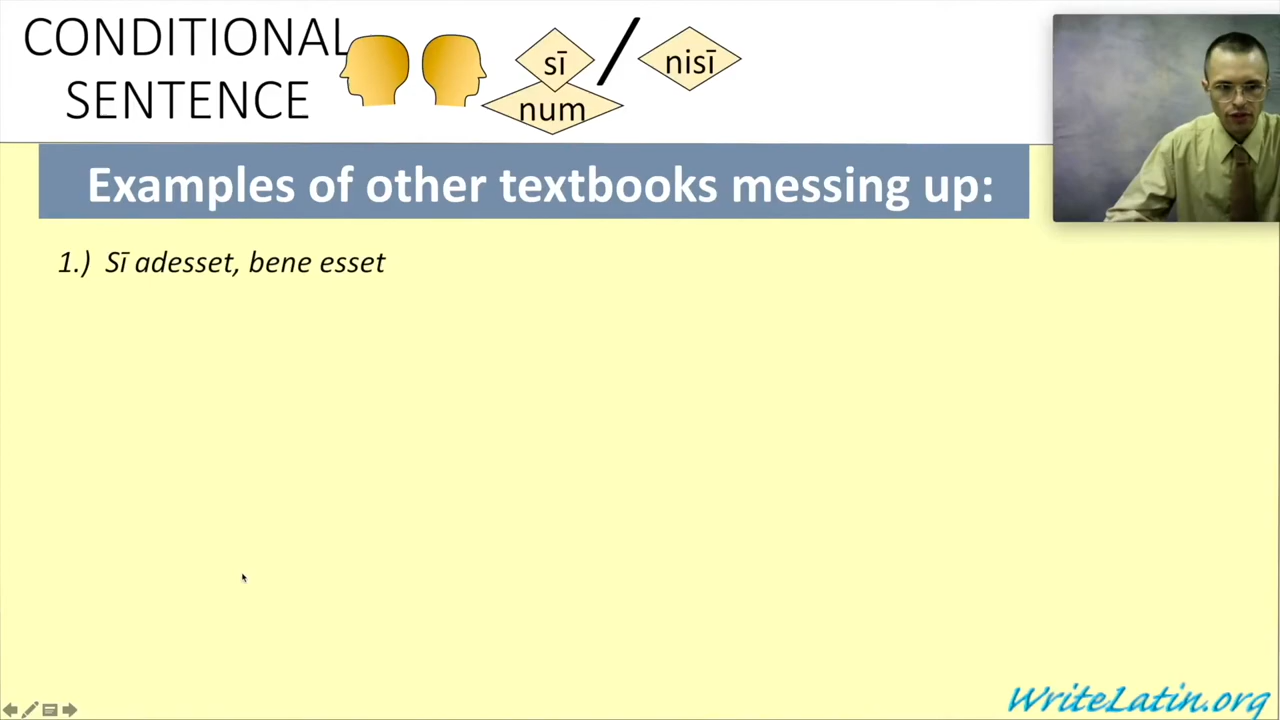 CONDITIONAL
SENTENCE
sī
/
nisī
num
Examples of other textbooks messing up:
1.) Sī adesset, bene esset
WriteLatin.org